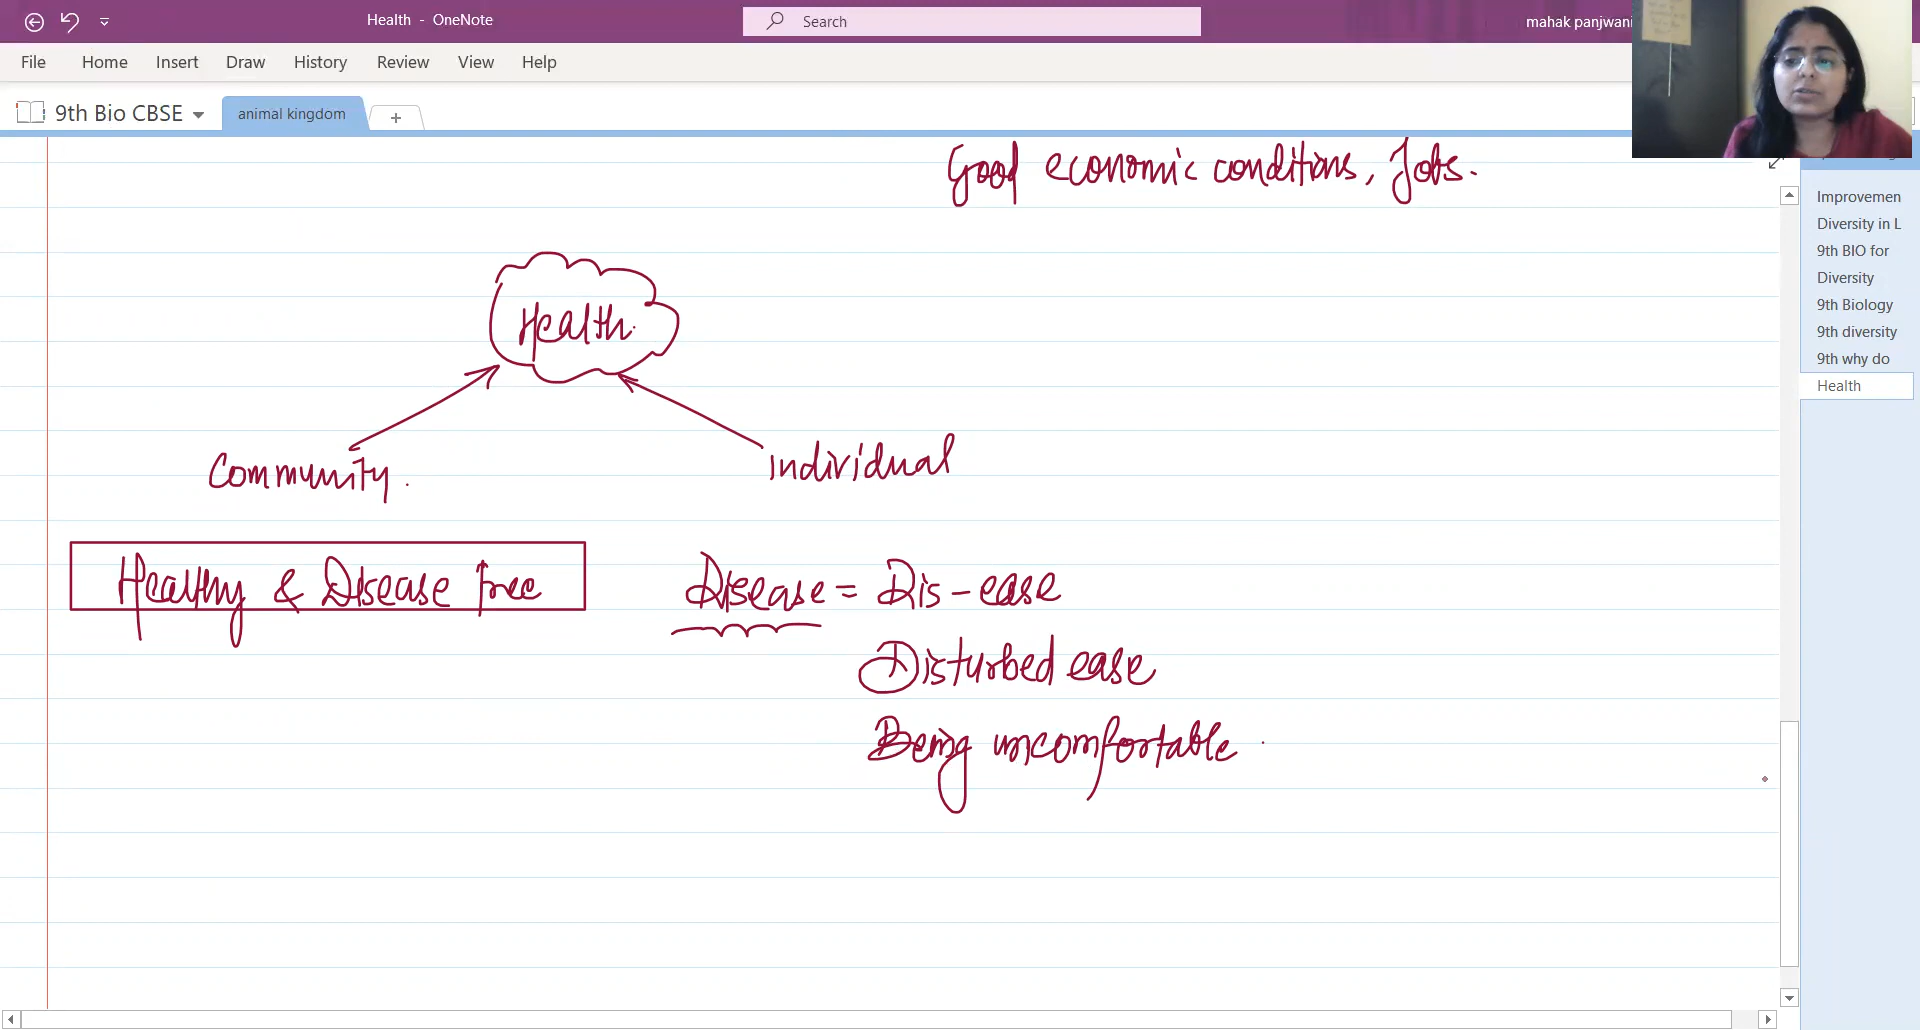 Health - OneNote
Search
mahak panjwani
File Home Insert Draw History Review View Help
9th Bio CBSE
animal kingdom
+
Good economic conditions, Jobs.
Health.
Community.
individual
Healthy & Disease free
Disease = Dis-ease
Disturbed ease
Being uncomfortable.
Improvemen
Diversity in L
9th BIO for
Diversity
9th Biology
9th diversity
9th why do
Health